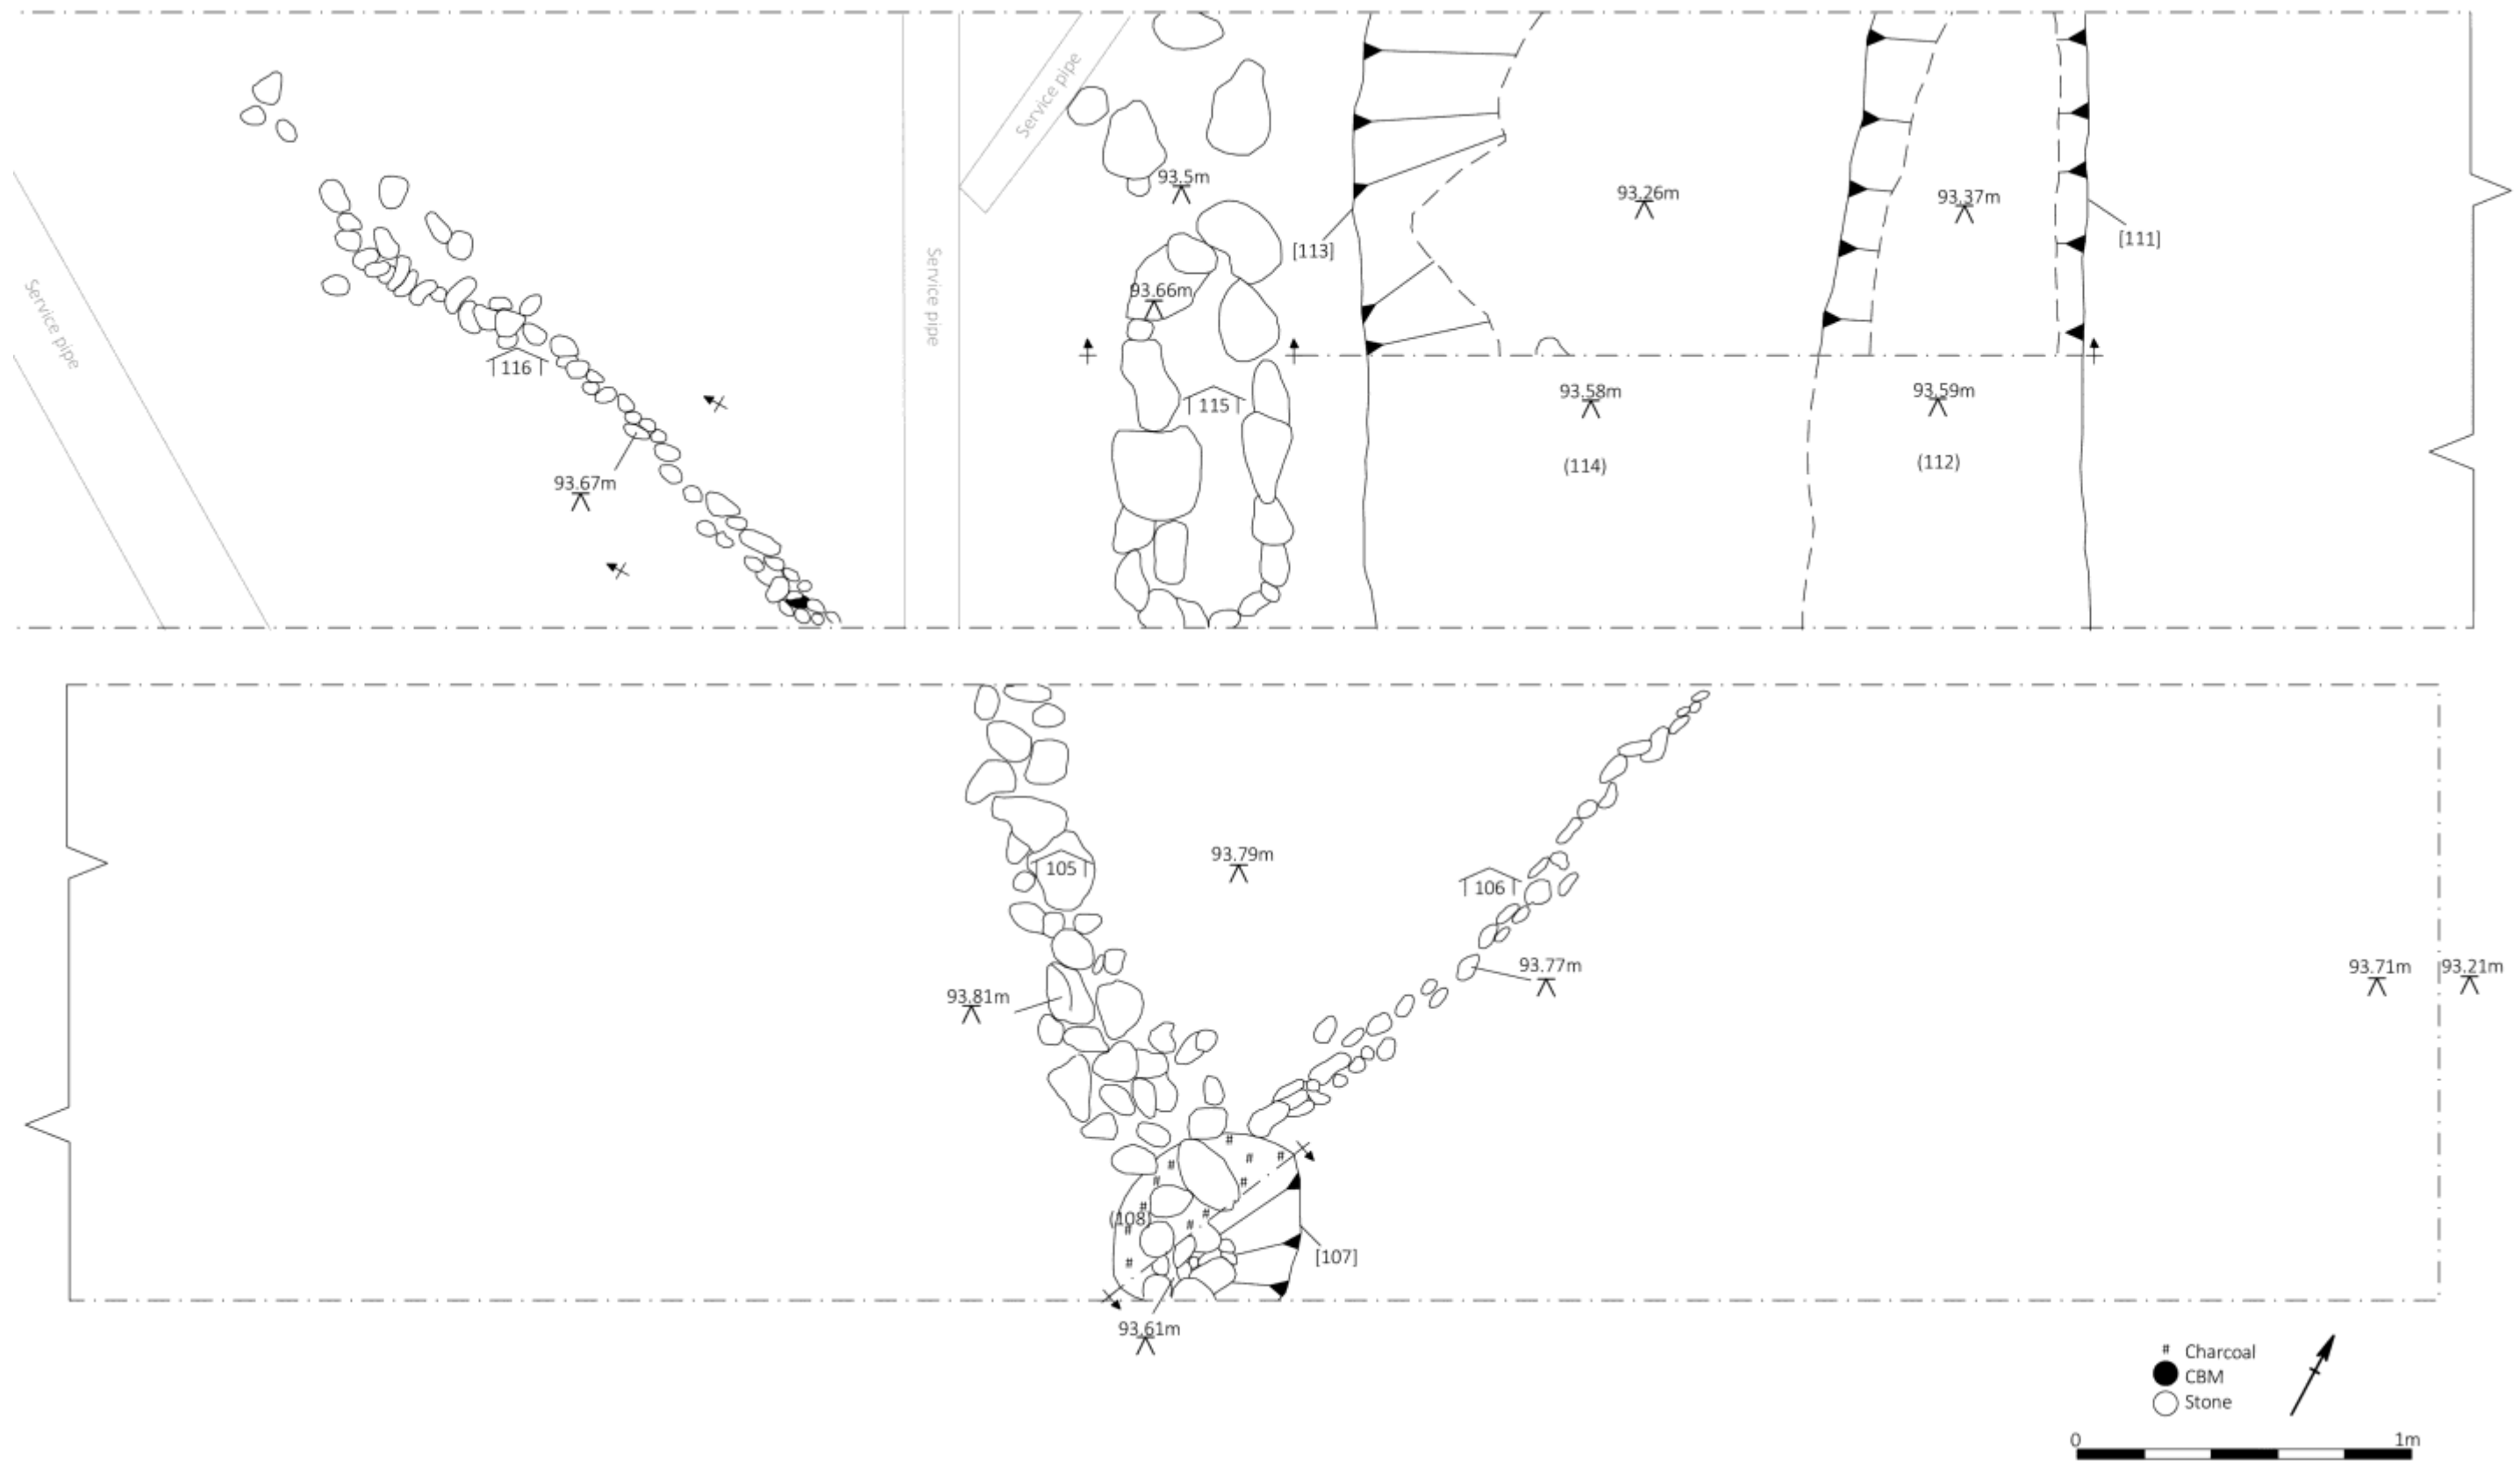 Service pipe
Service pipe
Service pipe
93.5m
93.66m
[113]
93.26m
93.37m
[111]
116
115
93.58m
93.59m
(114)
(112)
93.67m
105
93.79m
106
93.81m
93.77m
93.71m
93.21m
(108)
[107]
93.61m
# Charcoal
CBM
Stone
0 1m